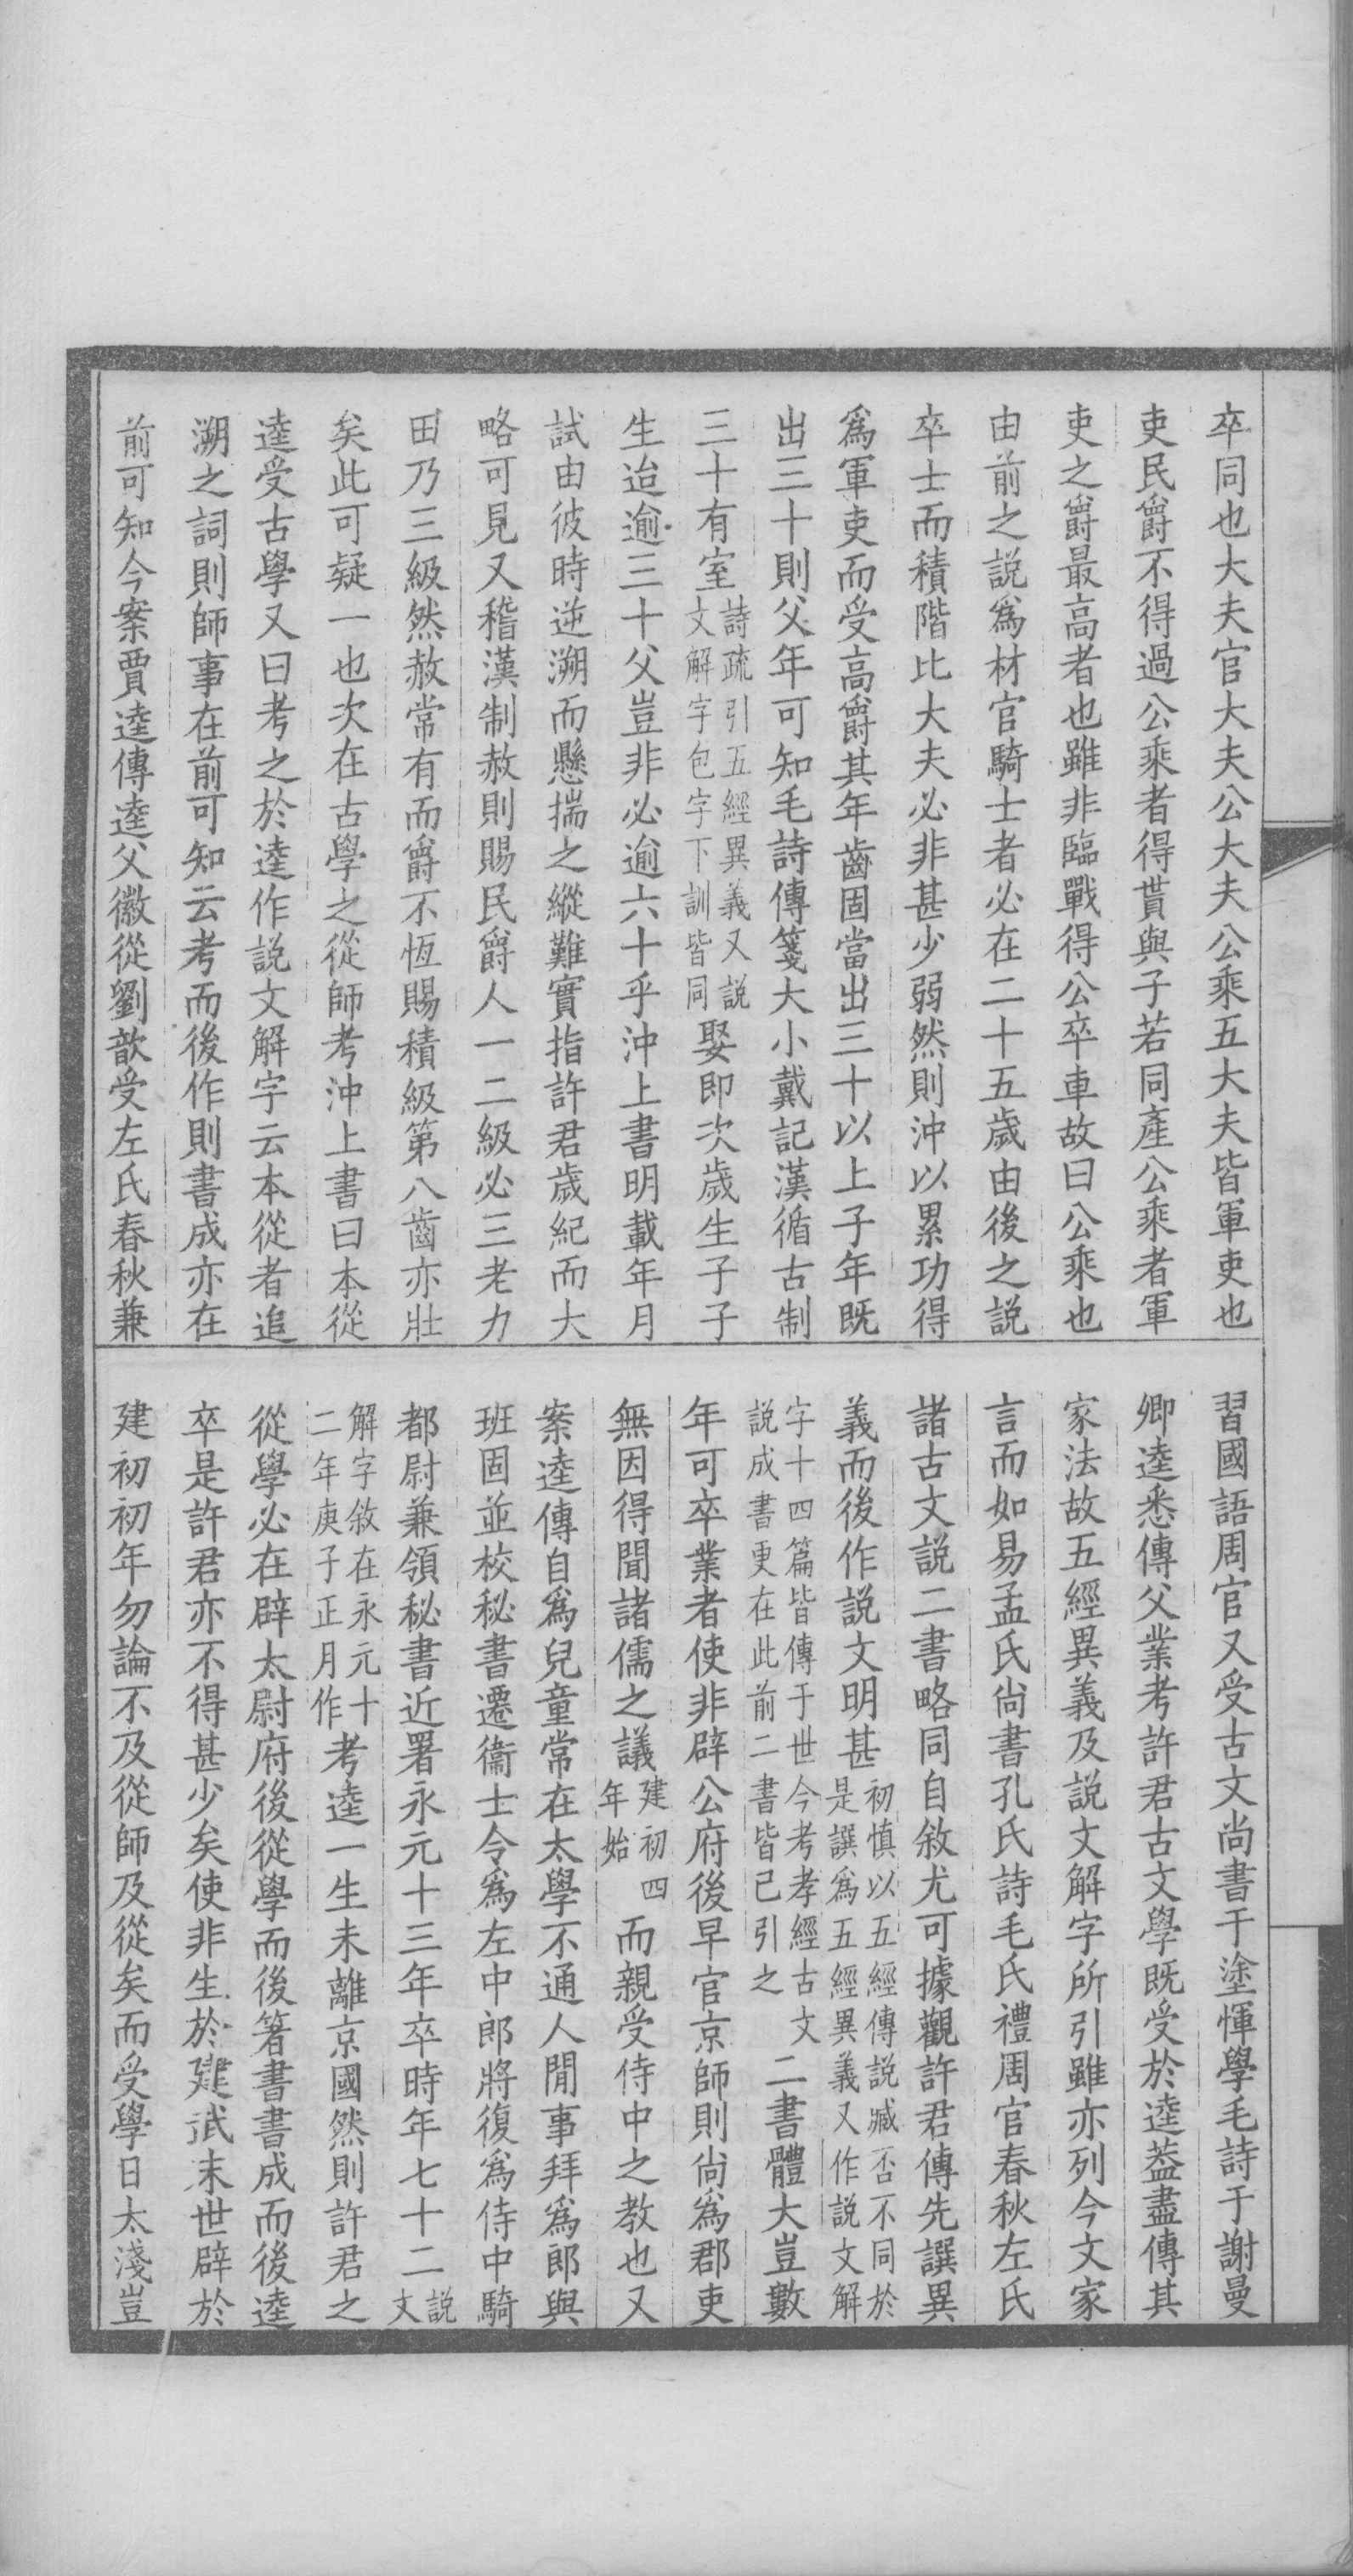 卒同也大夫官大夫公大夫公乘五大夫皆軍吏也
吏民爵不得過公乘者得貰與子若同產公乘者軍
吏之爵最高者也雖非臨戰得公卒車故曰公乘也
由前之説爲材官騎士者必在二十五歲由後之説
卒士而積階比大夫必非甚少弱然則沖以累功得
爲軍吏而受高爵其年齒固當出三十以上子年既
出三十則父年可知毛詩傳箋大小戴記漢循古制
三十有室詩疏引五經異義又説文解字包字下訓皆同娶即次歲生子子
生迨逾三十父豈非必逾六十乎沖上書明載年月
試由彼時逆溯而懸揣之縱難實指許君歲紀而大
略可見又稽漢制赦則賜民爵人一二級必三老力
田乃三級然赦常有而爵不恆賜積級第八齒亦壯
矣此可疑一也次在古學之從師考沖上書曰本從
逵受古學又曰考之於逵作説文解字云本從者追
溯之詞則師事在前可知云考而後作則書成亦在
前可知今案賈逵傳逵父徽從劉歆受左氏春秋兼
習國語周官又受古文尚書于塗惲學毛詩于謝曼
卿逵悉傳父業考許君古文學既受於逵葢盡傳其
家法故五經異義及説文解字所引雖亦列今文家
言而如易孟氏尚書孔氏詩毛氏禮周官春秋左氏
諸古文説二書略同自敘尤可據觀許君傳先譔異
義而後作説文明甚初慎以五經傳説臧否不同於是譔爲五經異義又作説文解
字十四篇皆傳于世今考孝經古文説成書更在此前二書皆已引之二書體大豈數
年可卒業者使非辟公府後早官京師則尚爲郡吏
無因得聞諸儒之議建初四年始而親受侍中之教也又
案逵傳自爲兒童常在太學不通人閒事拜爲郎與
班固並校秘書遷衞士令爲左中郎將復爲侍中騎
都尉兼領秘書近署永元十三年卒時年七十二説文
解字敘在永元十二年庚子正月作考逵一生未離京國然則許君之
從學必在辟太尉府後從學而後箸書書成而後逵
卒是許君亦不得甚少矣使非生於建武末世辟於
建初初年勿論不及從師及從矣而受學日太淺豈